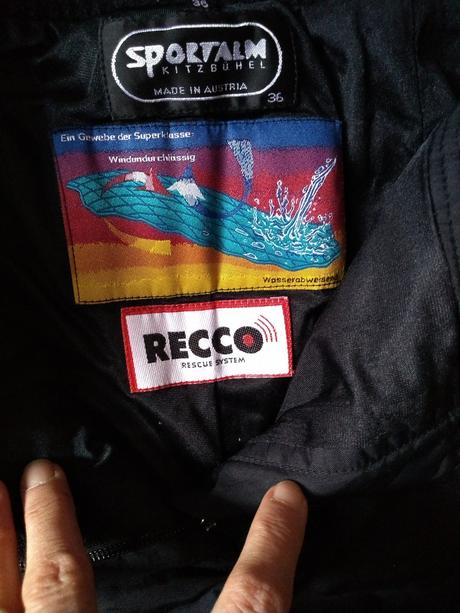 36
SPORTALM
KITZBÜHEL
MADE IN AUSTRIA
36
Ein Gewebe der Superklasse:
Windundurchlässig
Wasserabweisend
RECCO
RESCUE SYSTEM